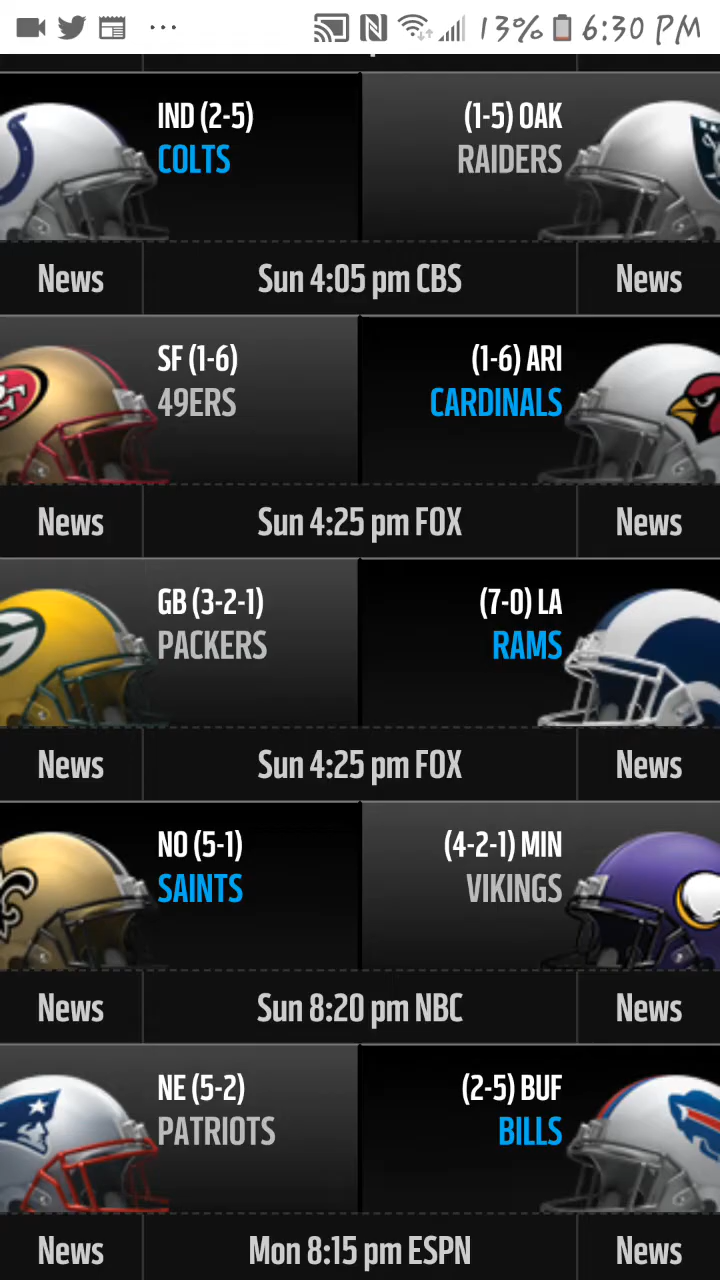 13% 6:30 PM
IND (2-5) (1-5) OAK
COLTS RAIDERS
News Sun 4:05 pm CBS News
SF (1-6) (1-6) ARI
49ERS CARDINALS
News Sun 4:25 pm FOX News
GB (3-2-1) (7-0) LA
PACKERS RAMS
News Sun 4:25 pm FOX News
NO (5-1) (4-2-1) MIN
SAINTS VIKINGS
News Sun 8:20 pm NBC News
NE (5-2) (2-5) BUF
PATRIOTS BILLS
News Mon 8:15 pm ESPN News